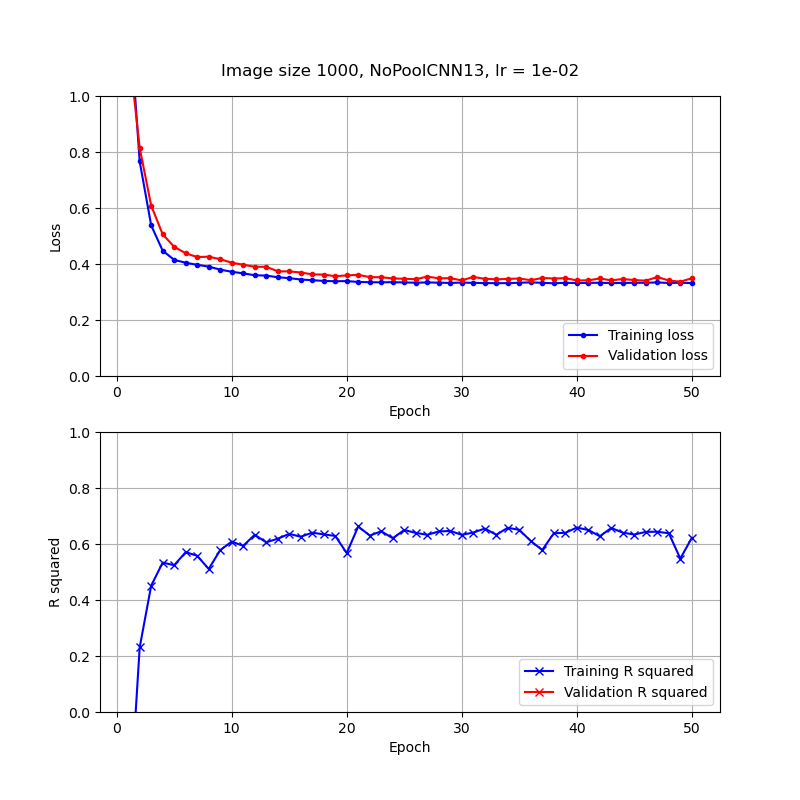 Image size 1000, NoPoolCNN13, lr = 1e-02
1.0
0.8
0.6
0.4
0.2
0.0
Loss
Training loss
Validation loss
0 10 20 30 40 50
Epoch
1.0
0.8
0.6
0.4
0.2
0.0
R squared
Training R squared
Validation R squared
0 10 20 30 40 50
Epoch